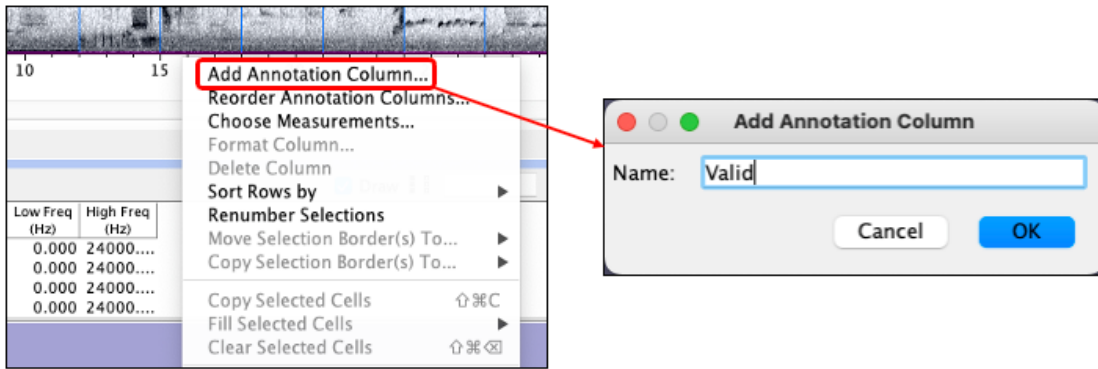 10 15
Add Annotation Column...
Reorder Annotation Columns...
Choose Measurements...
Format Column...
Delete Column
Sort Rows by
Renumber Selections
Move Selection Border(s) To...
Copy Selection Border(s) To...
Copy Selected Cells ⇧⌘C
Fill Selected Cells
Clear Selected Cells ⇧⌘⌫
Low Freq High Freq
(Hz) (Hz)
0.000 24000....
0.000 24000....
0.000 24000....
0.000 24000....
Add Annotation Column
Name: Valid
Cancel OK